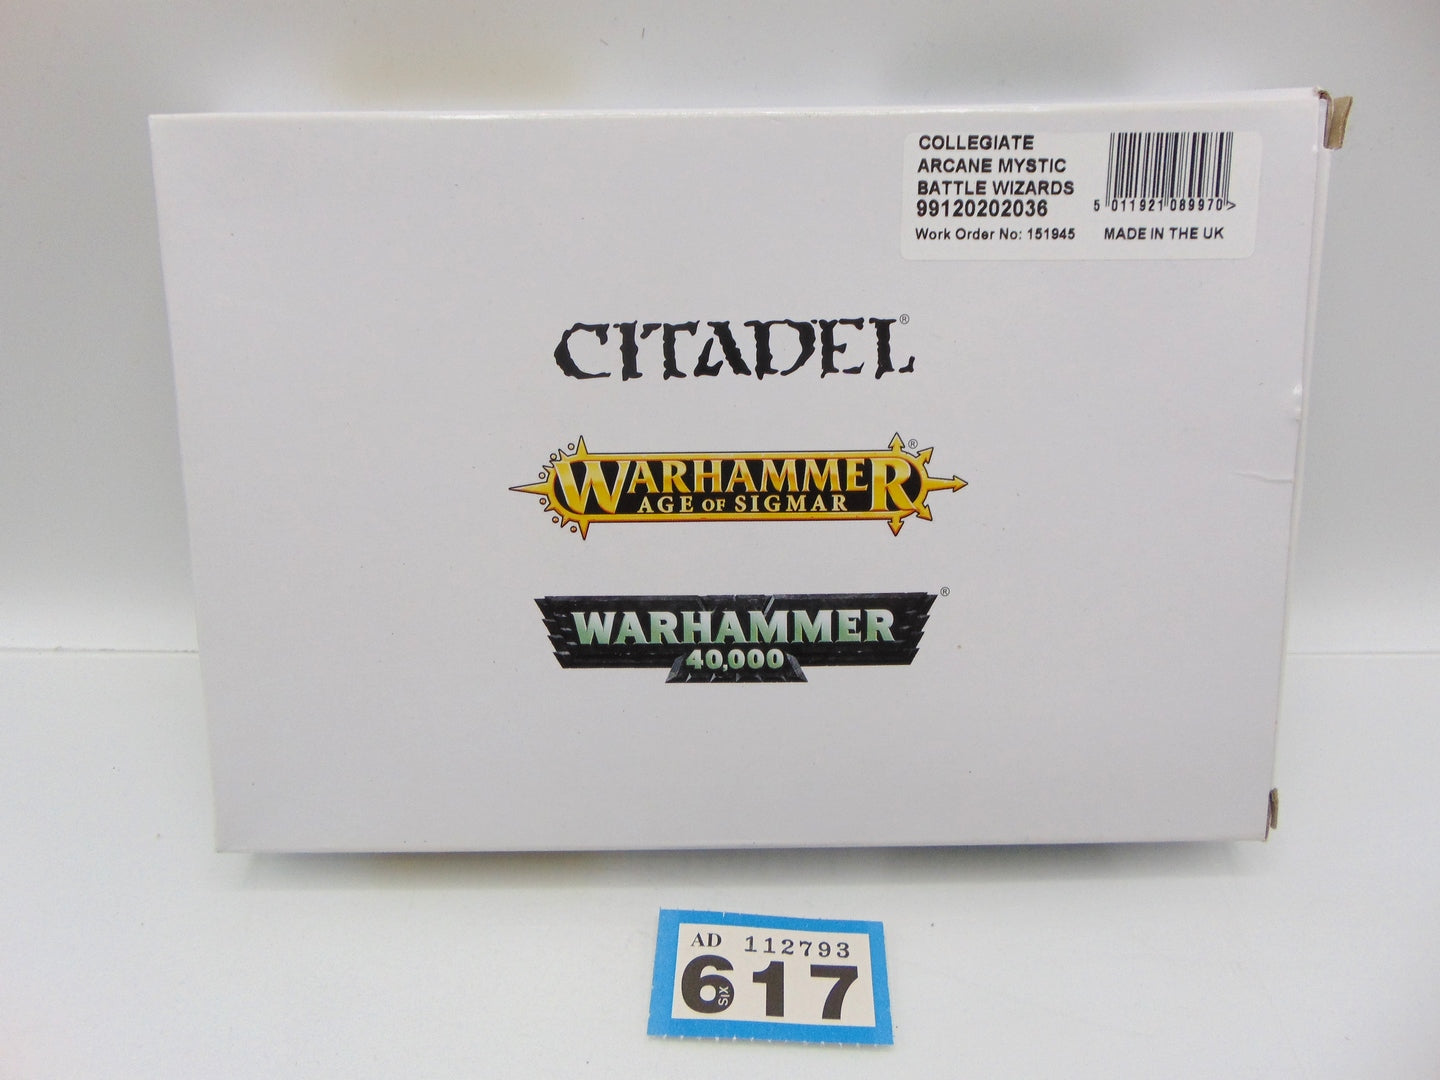 COLLEGIATE
ARCANE MYSTIC
BATTLE WIZARDS
99120202036
5 011921 089970 >
Work Order No: 151945 MADE IN THE UK
CITADEL®
WARHAMMER®
AGE OF SIGMAR
WARHAMMER®
40,000
AD 112793
617
SIX